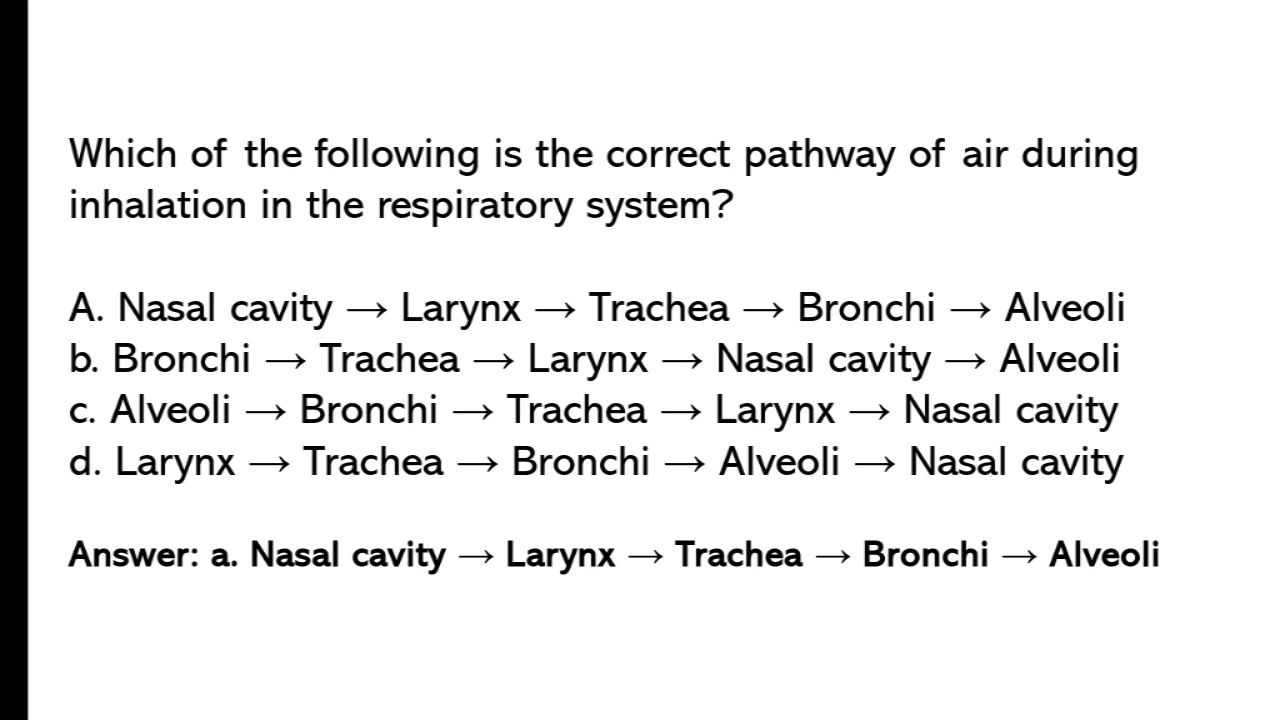 Which of the following is the correct pathway of air during
inhalation in the respiratory system?
A. Nasal cavity → Larynx → Trachea → Bronchi → Alveoli
b. Bronchi → Trachea → Larynx → Nasal cavity → Alveoli
c. Alveoli → Bronchi → Trachea → Larynx → Nasal cavity
d. Larynx → Trachea → Bronchi → Alveoli → Nasal cavity
Answer: a. Nasal cavity → Larynx → Trachea → Bronchi → Alveoli